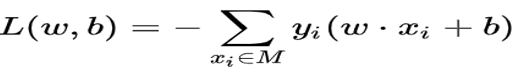 L(w, b) = − ∑_{x_i ∈ M} y_i(w · x_i + b)